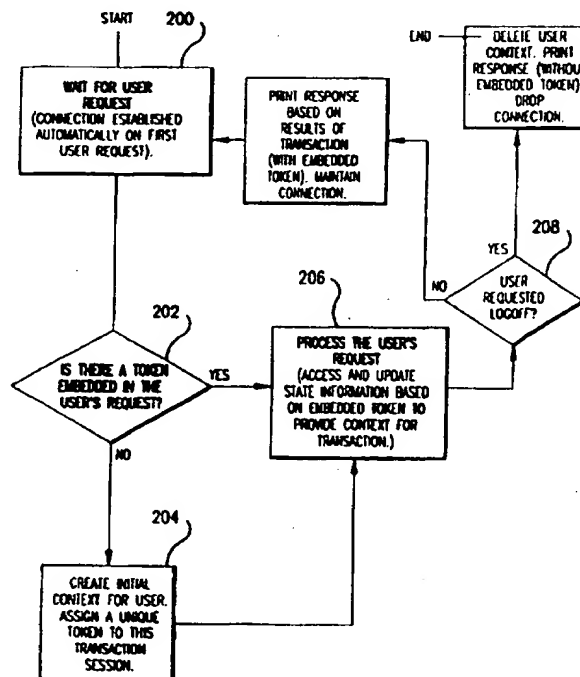 START
200
WAIT FOR USER
REQUEST
(CONNECTION ESTABLISHED
AUTOMATICALLY ON FIRST
USER REQUEST).
PRINT RESPONSE
BASED ON
RESULTS OF
TRANSACTION
(WITH EMBEDDED
TOKEN). MAINTAIN
CONNECTION.
END
DELETE USER
CONTEXT. PRINT
RESPONSE (WITHOU
EMBEDDED TOKEN)
DROP
CONNECTION.
208
YES
NO
USER
REQUESTED
LOGOFF?
206
PROCESS THE USER'S
REQUEST
(ACCESS AND UPDATE
STATE INFORMATION BASED
ON EMBEDDED TOKEN TO
PROVIDE CONTEXT FOR
TRANSACTION.)
202
IS THERE A TOKEN
EMBEDDED IN THE
USER'S REQUEST?
YES
NO
204
CREATE INITIAL
CONTEXT FOR USER.
ASSIGN A UNIQUE
TOKEN TO THIS
TRANSACTION
SESSION.